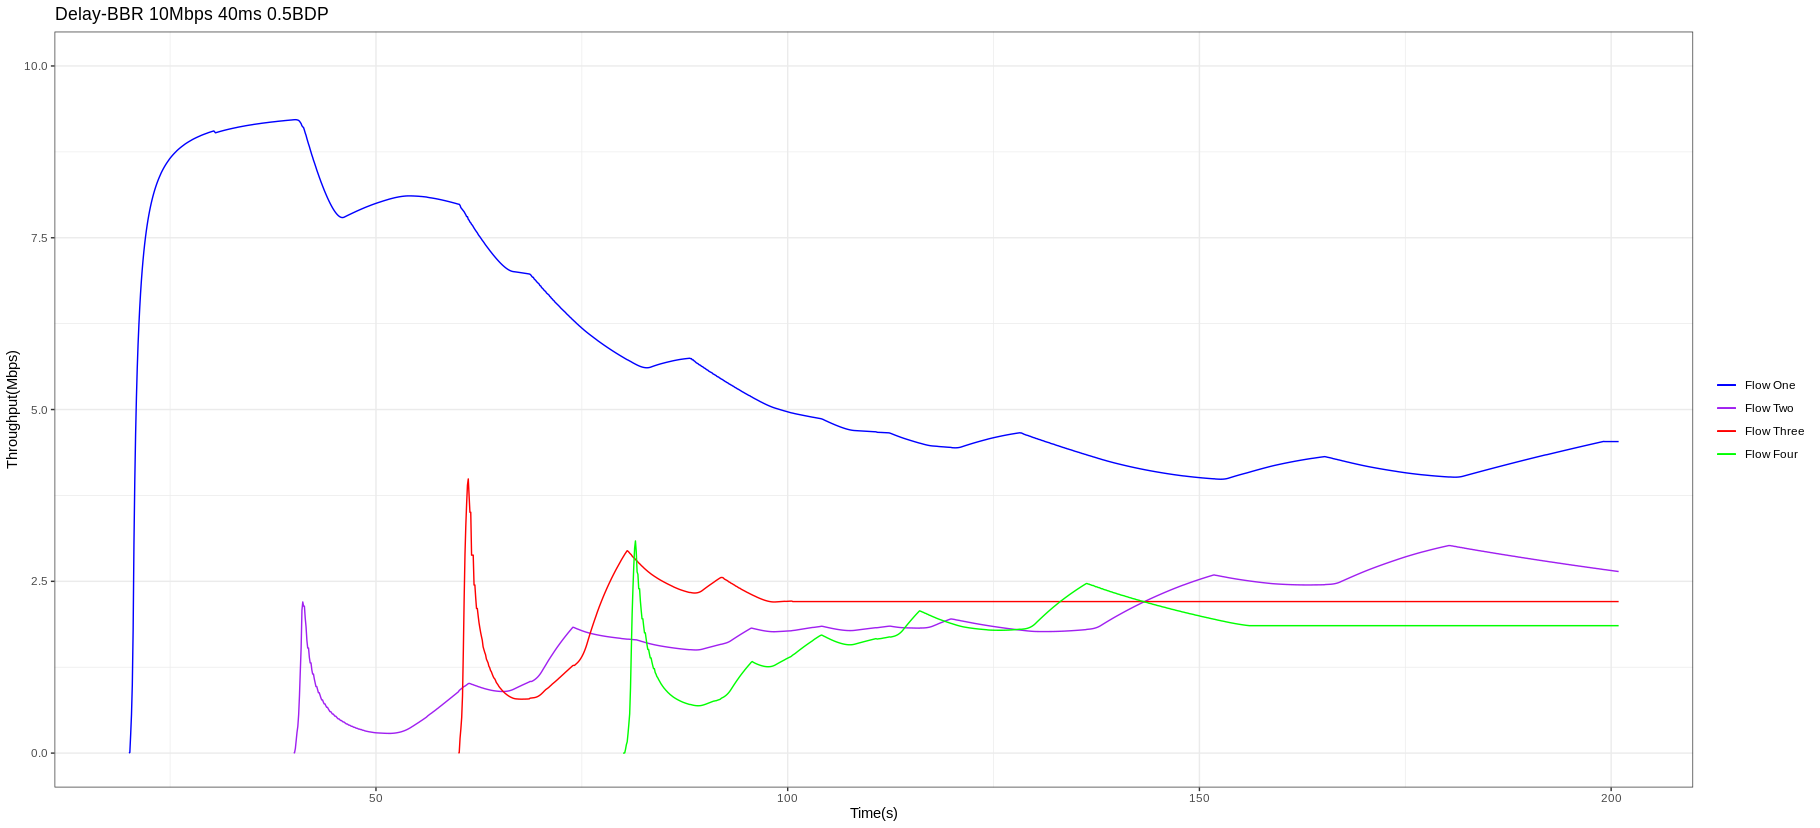 Delay-BBR 10Mbps 40ms 0.5BDP
Throughput(Mbps)
10.0
7.5
5.0
2.5
0.0
50
100
150
200
Time(s)
Flow One
Flow Two
Flow Three
Flow Four